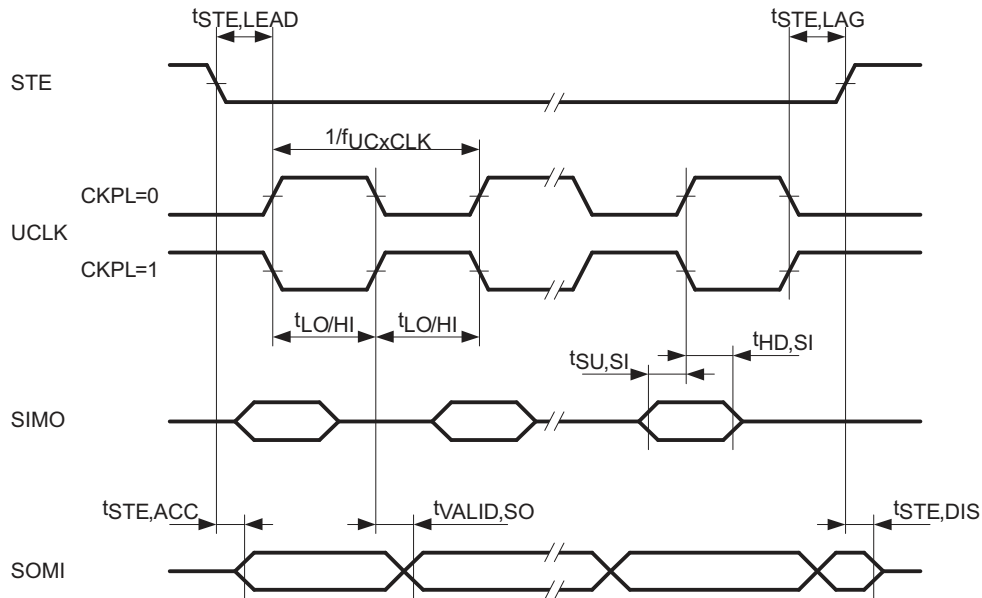 tSTE,LEAD
tSTE,LAG
STE
1/fUCxCLK
CKPL=0
UCLK
CKPL=1
tLO/HI
tLO/HI
tHD,SI
tSU,SI
SIMO
tSTE,ACC
tVALID,SO
tSTE,DIS
SOMI